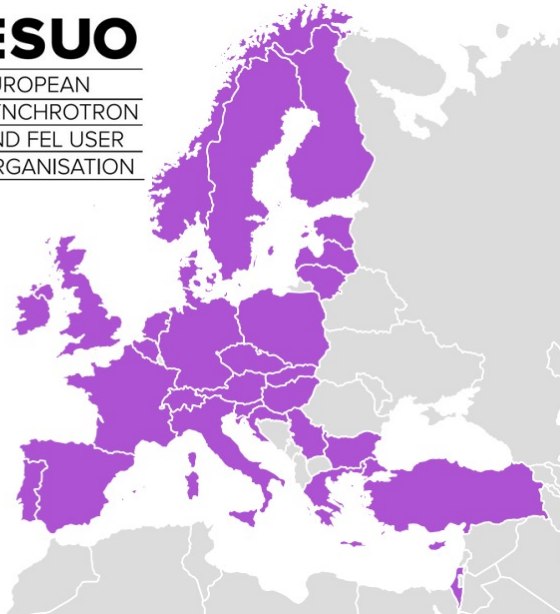 ESUO
UROPEAN
YNCHROTRON
ND FEL USER
RGANISATION